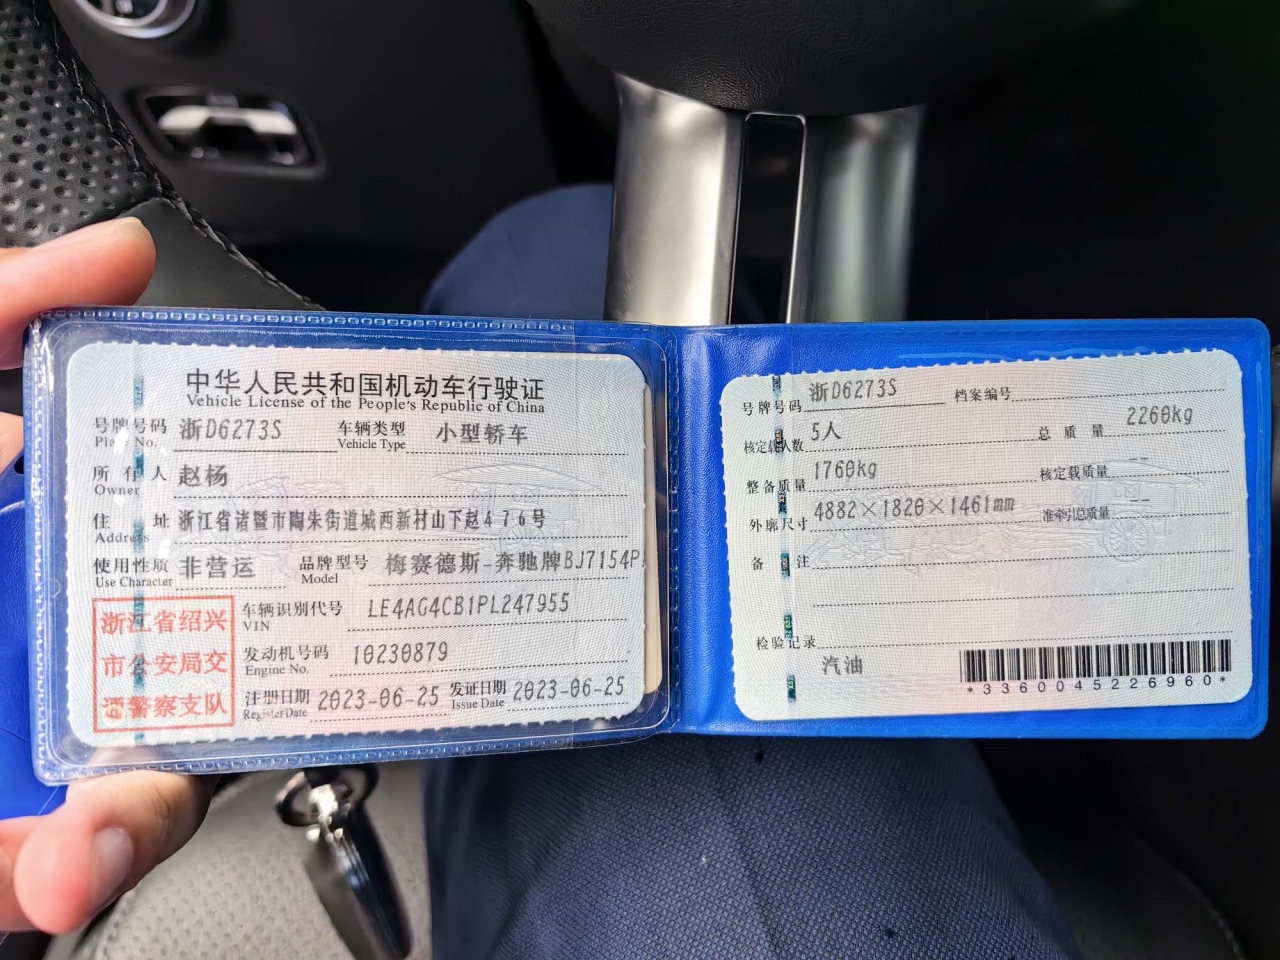 中华人民共和国机动车行驶证
Vehicle License of the People's Republic of China
号牌号码 浙D6273S 车辆类型 小型轿车
Plate No. Vehicle Type
所有人 赵杨
Owner
住址 浙江省诸暨市陶朱街道城西新村山下赵476号
Address
使用性质 非营运 品牌型号 梅赛德斯-奔驰牌BJ7154P
Use Character Model
浙江省绍兴
市公安局交
通警察支队
车辆识别代号 LE4AG4CB1PL247955
VIN
发动机号码 10230879
Engine No.
注册日期 2023-06-25 发证日期 2023-06-25
Register Date Issue Date
号牌号码 浙D6273S 档案编号
核定载人数 5人 总质量 2260kg
整备质量 1760kg 核定载质量 --
外廓尺寸 4882×1820×1461mm 准牵引总质量 --
备注
检验记录
汽油
*3360045226960*